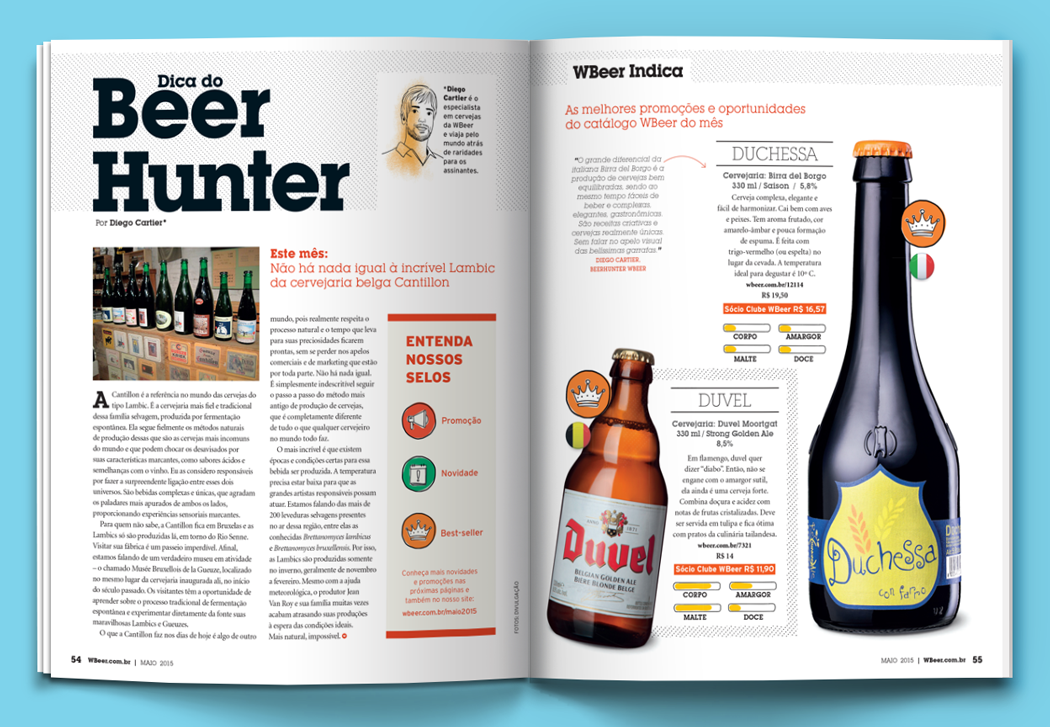 Dica do
Beer
Hunter
Por Diego Cartier*
*Diego
Cartier é o
especialista
em cervejas
da WBeer
e viaja pelo
mundo atrás
de raridades
para os
assinantes.
Este mês:
Não há nada igual à incrível Lambic
da cervejaria belga Cantillon
A Cantillon é a referência no mundo das cervejas do
tipo Lambic. É a cervejaria mais fiel e tradicional
dessa família selvagem, produzida por fermentação
espontânea. Ela segue fielmente os métodos naturais
de produção dessas que são as cervejas mais incomuns
do mundo e que podem chocar os desavisados por
suas características marcantes, como sabores ácidos e
semelhanças com o vinho. Eu as considero responsáveis
por fazer a surpreendente ligação entre esses dois
universos. São bebidas complexas e únicas, que agradam
os paladares mais apurados de ambos os lados,
proporcionando experiências sensoriais marcantes.
Para quem não sabe, a Cantillon fica em Bruxelas e as
Lambics só são produzidas lá, em torno do Rio Senne.
Visitar sua fábrica é um passeio imperdível. Afinal,
estamos falando de um verdadeiro museu em atividade
– o chamado Musée Bruxellois de la Gueuze, localizado
no mesmo lugar da cervejaria inaugurada ali, no início
do século passado. Os visitantes têm a oportunidade de
aprender sobre o processo tradicional de fermentação
espontânea e experimentar diretamente da fonte suas
maravilhosas Lambics e Gueuzes.
O que a Cantillon faz nos dias de hoje é algo de outro
mundo, pois realmente respeita o
processo natural e o tempo que leva
para suas preciosidades ficarem
prontas, sem se perder nos apelos
comerciais e de marketing que estão
por toda parte. Não há nada igual.
É simplesmente indescritível seguir
o passo a passo do método mais
antigo de produção de cervejas,
que é completamente diferente
de tudo o que qualquer cervejeiro
no mundo todo faz.
O mais incrível é que existem
épocas e condições certas para essa
bebida ser produzida. A temperatura
precisa estar baixa para que as
grandes artistas responsáveis possam
atuar. Estamos falando das mais de
200 leveduras selvagens presentes
no ar dessa região, entre elas as
conhecidas Brettanomyces lambicus
e Brettanomyces bruxellensis. Por isso,
as Lambics são produzidas somente
no inverno, geralmente de novembro
a fevereiro. Mesmo com a ajuda
meteorológica, o produtor Jean
Van Roy e sua família muitas vezes
acabam atrasando suas produções
à espera das condições ideais.
Mais natural, impossível.
ENTENDA
NOSSOS
SELOS
Promoção
Novidade
Best-seller
Conheça mais novidades
e promoções nas
próximas páginas e
também no nosso site:
wbeer.com.br/maio2015
FOTOS: DIVULGAÇÃO
54 WBeer.com.br | MAIO 2015
WBeer Indica
As melhores promoções e oportunidades
do catálogo WBeer do mês
"O grande diferencial da
italiana Birra del Borgo é a
produção de cervejas bem
equilibradas, sendo ao
mesmo tempo fáceis de
beber e complexas,
elegantes, gastronômicas.
São receitas criativas e
cervejas realmente únicas.
Sem falar no apelo visual
das belíssimas garrafas."
DIEGO CARTIER,
BEERHUNTER WBEER
DUCHESSA
Cervejaria: Birra del Borgo
330 ml / Saison / 5,8%
Cerveja complexa, elegante e
fácil de harmonizar. Cai bem com aves
e peixes. Tem aroma frutado, cor
amarelo-âmbar e pouca formação
de espuma. É feita com
trigo-vermelho (ou espelta) no
lugar da cevada. A temperatura
ideal para degustar é 10º C.
wbeer.com.br/12114
R$ 19,50
Sócio Clube WBeer R$ 16,57
CORPO AMARGOR
MALTE DOCE
DUVEL
Cervejaria: Duvel Moortgat
330 ml / Strong Golden Ale
8,5%
Em flamengo, duvel quer
dizer "diabo". Então, não se
engane com o amargor sutil,
ela ainda é uma cerveja forte.
Combina doçura e acidez com
notas de frutas cristalizadas. Deve
ser servida em tulipa e fica ótima
com pratos da culinária tailandesa.
wbeer.com.br/7321
R$ 14
Sócio Clube WBeer R$ 11,90
CORPO AMARGOR
MALTE DOCE
Duvel
BELGIAN GOLDEN ALE
BIÈRE BLONDE BELGE
Duchessa
con farro
MAIO 2015 | WBeer.com.br 55